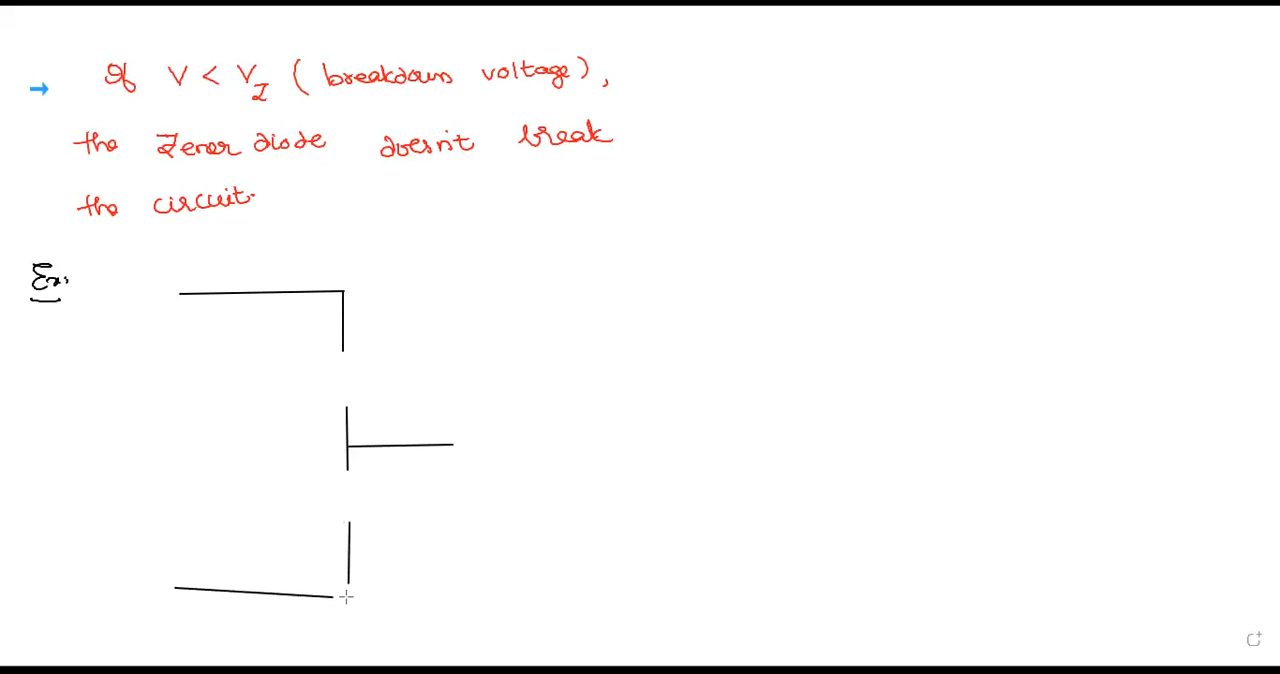 → If V < V_Z (breakdown voltage),
the Zener diode doesn't break
the circuit.
Ex: